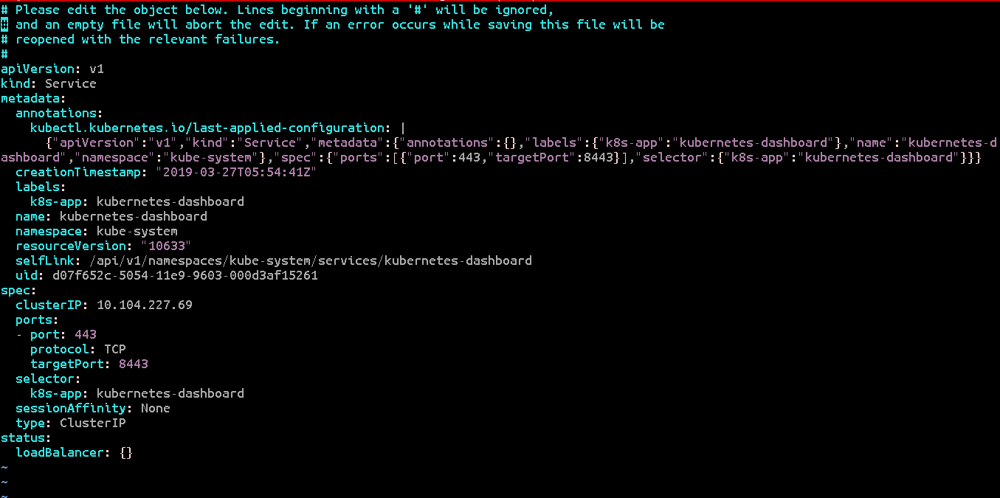 # Please edit the object below. Lines beginning with a '#' will be ignored,
# and an empty file will abort the edit. If an error occurs while saving this file will be
# reopened with the relevant failures.
#
apiVersion: v1
kind: Service
metadata:
  annotations:
    kubectl.kubernetes.io/last-applied-configuration: |
      {"apiVersion":"v1","kind":"Service","metadata":{"annotations":{},"labels":{"k8s-app":"kubernetes-dashboard"},"name":"kubernetes-d
ashboard","namespace":"kube-system"},"spec":{"ports":[{"port":443,"targetPort":8443}],"selector":{"k8s-app":"kubernetes-dashboard"}}}
  creationTimestamp: "2019-03-27T05:54:41Z"
  labels:
    k8s-app: kubernetes-dashboard
  name: kubernetes-dashboard
  namespace: kube-system
  resourceVersion: "10633"
  selfLink: /api/v1/namespaces/kube-system/services/kubernetes-dashboard
  uid: d07f652c-5054-11e9-9603-000d3af15261
spec:
  clusterIP: 10.104.227.69
  ports:
  - port: 443
    protocol: TCP
    targetPort: 8443
  selector:
    k8s-app: kubernetes-dashboard
  sessionAffinity: None
  type: ClusterIP
status:
  loadBalancer: {}
~
~
~